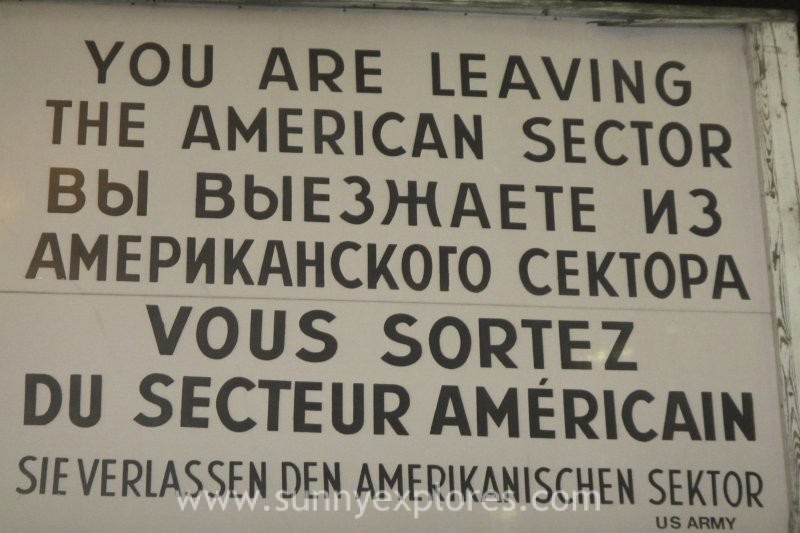 YOU ARE LEAVING
THE AMERICAN SECTOR
ВЫ ВЫЕЗЖАЕТЕ ИЗ
АМЕРИКАНСКОГО СЕКТОРА
VOUS SORTEZ
DU SECTEUR AMÉRICAIN
SIE VERLASSEN DEN AMERIKANISCHEN SEKTOR
www.sunnyexplores.com
US ARMY